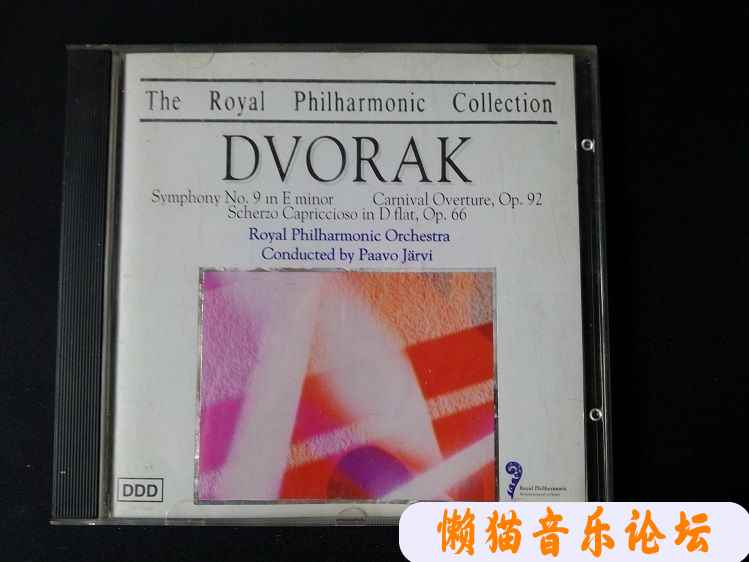 The Royal Philharmonic Collection
DVORAK
Symphony No. 9 in E minor Carnival Overture, Op. 92
Scherzo Capriccioso in D flat, Op. 66
Royal Philharmonic Orchestra
Conducted by Paavo Järvi
DDD
Royal Philharmonic
懒猫音乐论坛